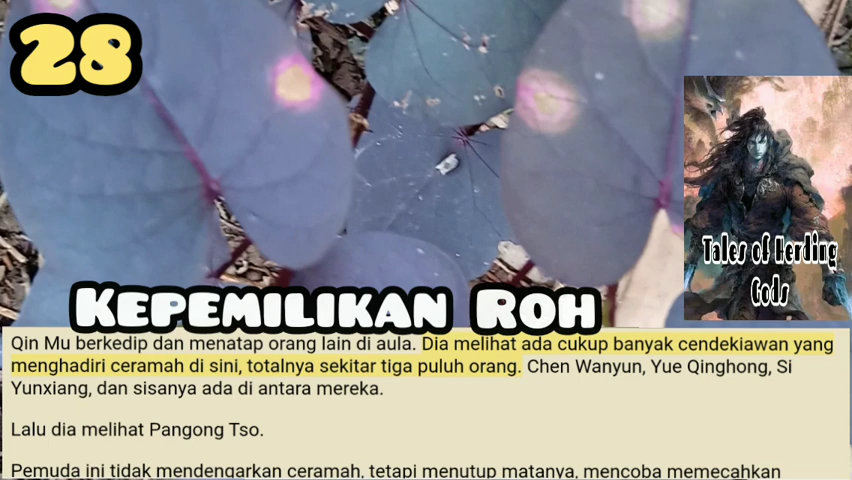 28
Tales of Herding
Gods
KEPEMILIKAN ROH
Qin Mu berkedip dan menatap orang lain di aula. Dia melihat ada cukup banyak cendekiawan yang
menghadiri ceramah di sini, totalnya sekitar tiga puluh orang. Chen Wanyun, Yue Qinghong, Si
Yunxiang, dan sisanya ada di antara mereka.
Lalu dia melihat Pangong Tso.
Pemuda ini tidak mendengarkan ceramah, tetapi menutup matanya, mencoba memecahkan